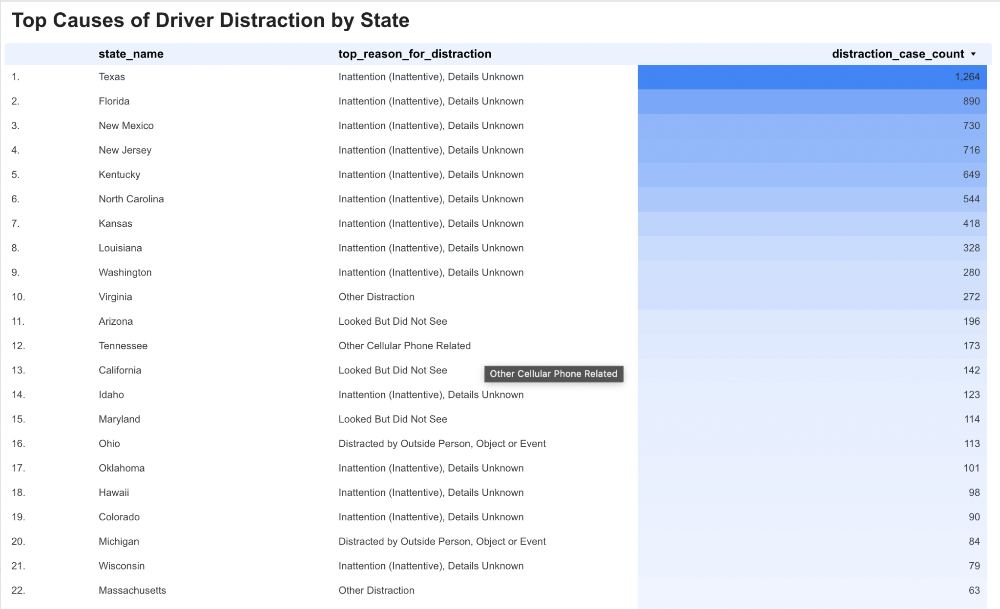 Top Causes of Driver Distraction by State
state_name top_reason_for_distraction distraction_case_count
1. Texas Inattention (Inattentive), Details Unknown 1,264
2. Florida Inattention (Inattentive), Details Unknown 890
3. New Mexico Inattention (Inattentive), Details Unknown 730
4. New Jersey Inattention (Inattentive), Details Unknown 716
5. Kentucky Inattention (Inattentive), Details Unknown 649
6. North Carolina Inattention (Inattentive), Details Unknown 544
7. Kansas Inattention (Inattentive), Details Unknown 418
8. Louisiana Inattention (Inattentive), Details Unknown 328
9. Washington Inattention (Inattentive), Details Unknown 280
10. Virginia Other Distraction 272
11. Arizona Looked But Did Not See 196
12. Tennessee Other Cellular Phone Related 173
13. California Looked But Did Not See 142
Other Cellular Phone Related
14. Idaho Inattention (Inattentive), Details Unknown 123
15. Maryland Looked But Did Not See 114
16. Ohio Distracted by Outside Person, Object or Event 113
17. Oklahoma Inattention (Inattentive), Details Unknown 101
18. Hawaii Inattention (Inattentive), Details Unknown 98
19. Colorado Inattention (Inattentive), Details Unknown 90
20. Michigan Distracted by Outside Person, Object or Event 84
21. Wisconsin Inattention (Inattentive), Details Unknown 79
22. Massachusetts Other Distraction 63